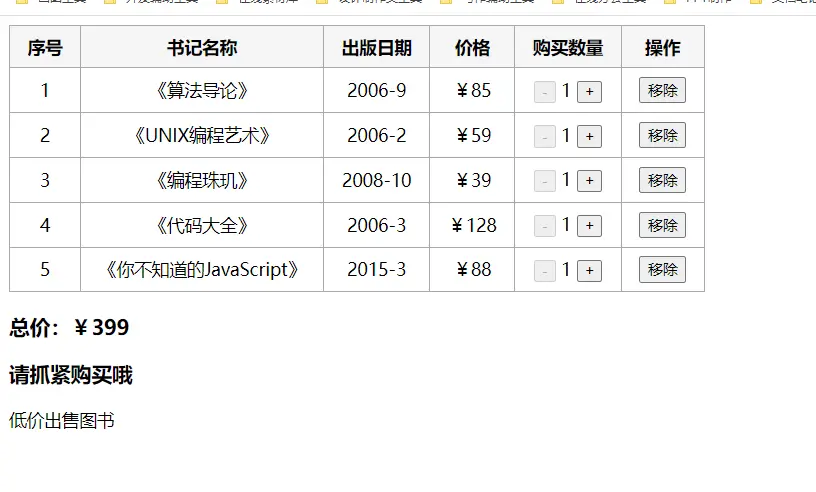 序号 书记名称 出版日期 价格 购买数量 操作
1 《算法导论》 2006-9 ¥85 - 1 + 移除
2 《UNIX编程艺术》 2006-2 ¥59 - 1 + 移除
3 《编程珠玑》 2008-10 ¥39 - 1 + 移除
4 《代码大全》 2006-3 ¥128 - 1 + 移除
5 《你不知道的JavaScript》 2015-3 ¥88 - 1 + 移除
总价：¥399
请抓紧购买哦
低价出售图书